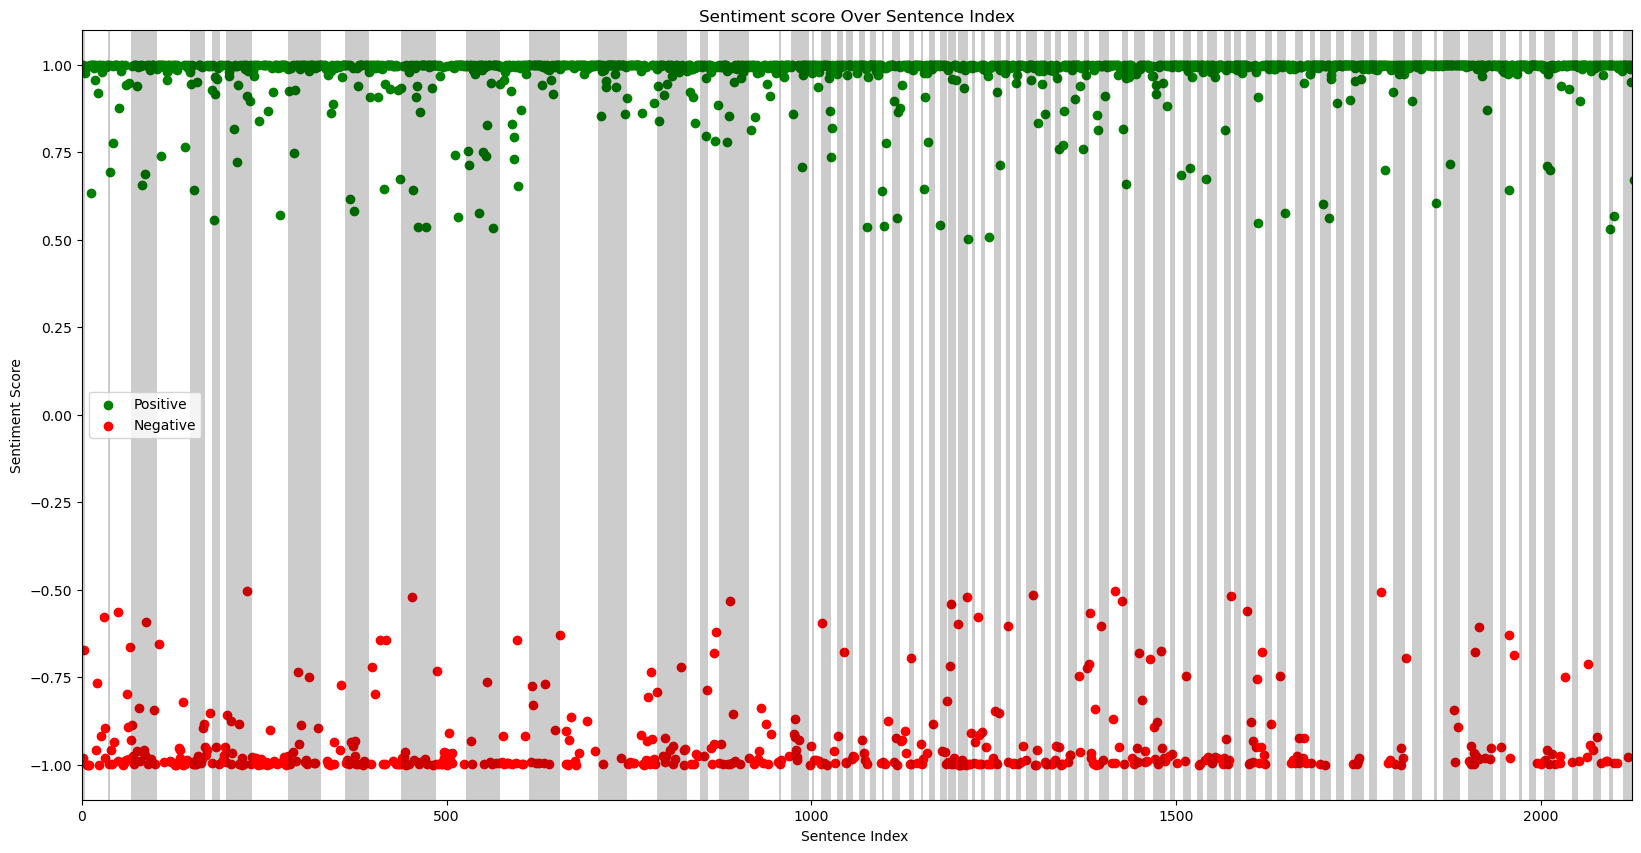 Sentiment score Over Sentence Index
Sentiment Score
1.00
0.75
0.50
0.25
0.00
−0.25
−0.50
−0.75
−1.00
Positive
Negative
0
500
1000
1500
2000
Sentence Index